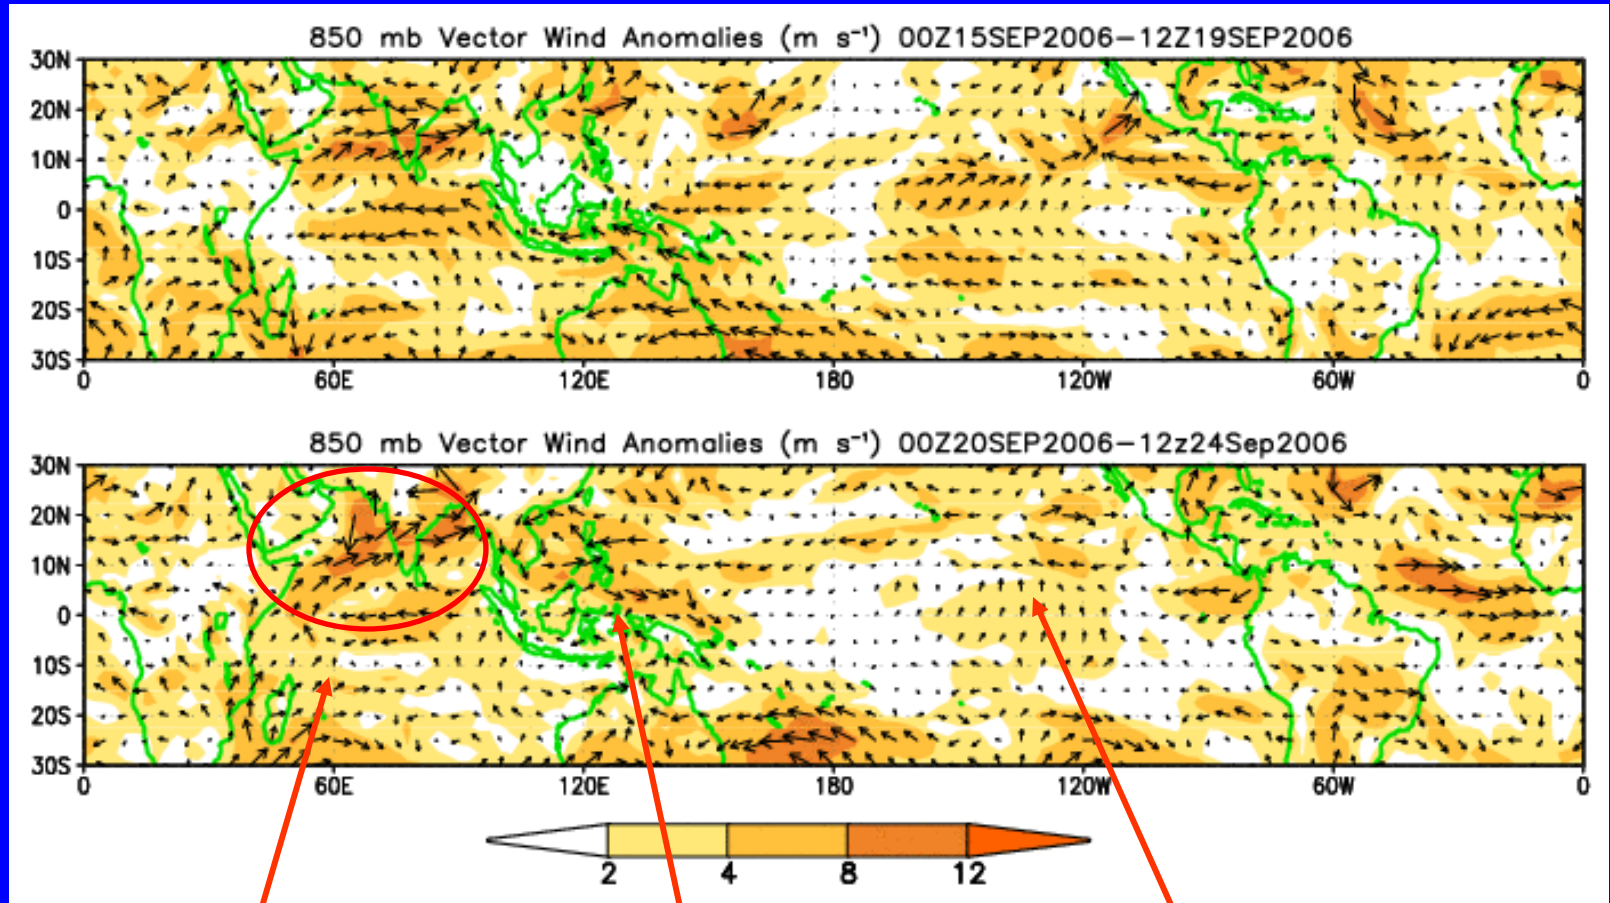 850 mb Vector Wind Anomalies (m s⁻¹) 00Z15SEP2006–12Z19SEP2006
30N
20N
10N
0
10S
20S
30S
0 60E 120E 180 120W 60W 0
850 mb Vector Wind Anomalies (m s⁻¹) 00Z20SEP2006–12z24Sep2006
30N
20N
10N
0
10S
20S
30S
0 60E 120E 180 120W 60W 0
2 4 8 12